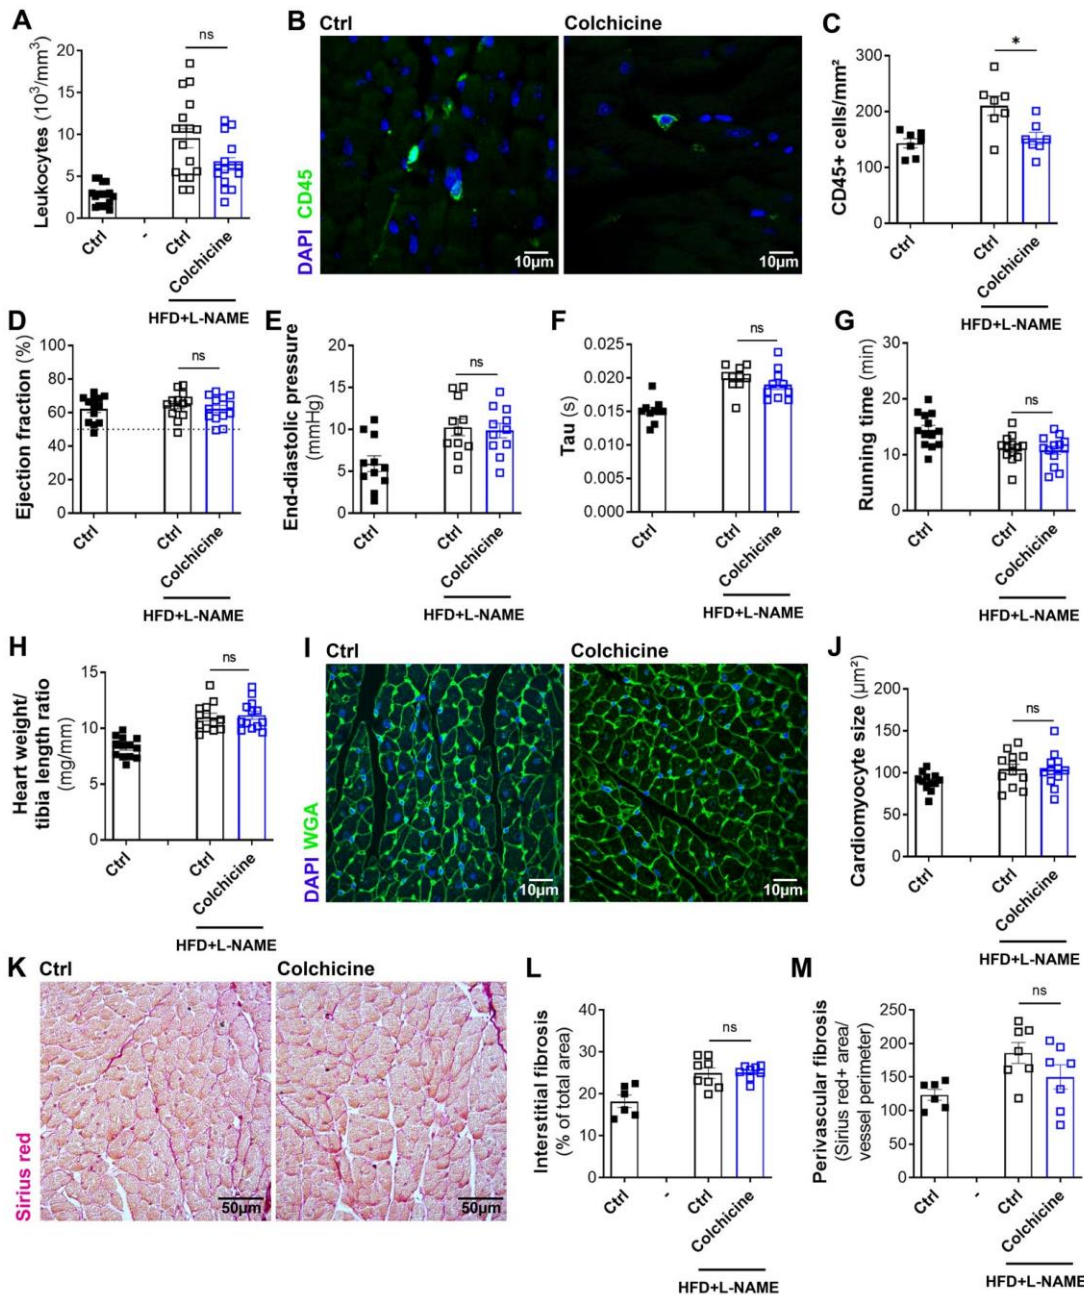 A
Leukocytes (10³/mm³)
20
15
10
5
0
ns
Ctrl
-
Ctrl
Colchicine
HFD+L-NAME
B
Ctrl
Colchicine
DAPI CD45
10µm
10µm
C
CD45+ cells/mm²
300
200
100
0
*
Ctrl
Ctrl
Colchicine
HFD+L-NAME
D
Ejection fraction (%)
100
80
60
40
20
0
ns
Ctrl
Ctrl
Colchicine
HFD+L-NAME
E
End-diastolic pressure
(mmHg)
20
15
10
5
0
ns
Ctrl
Ctrl
Colchicine
HFD+L-NAME
F
Tau (s)
0.025
0.020
0.015
0.010
0.005
0.000
ns
Ctrl
Ctrl
Colchicine
HFD+L-NAME
G
Running time (min)
30
20
10
0
ns
Ctrl
Ctrl
Colchicine
HFD+L-NAME
H
Heart weight/
tibia length ratio
(mg/mm)
15
10
5
0
ns
Ctrl
Ctrl
Colchicine
HFD+L-NAME
I
Ctrl
Colchicine
DAPI WGA
10µm
10µm
J
Cardiomyocyte size (µm²)
200
150
100
50
0
ns
Ctrl
Ctrl
Colchicine
HFD+L-NAME
K
Ctrl
Colchicine
Sirius red
50µm
50µm
L
Interstitial fibrosis
(% of total area)
40
30
20
10
0
ns
Ctrl
-
Ctrl
Colchicine
HFD+L-NAME
M
Perivascular fibrosis
(Sirius red+ area/
vessel perimeter)
250
200
150
100
50
0
ns
Ctrl
-
Ctrl
Colchicine
HFD+L-NAME